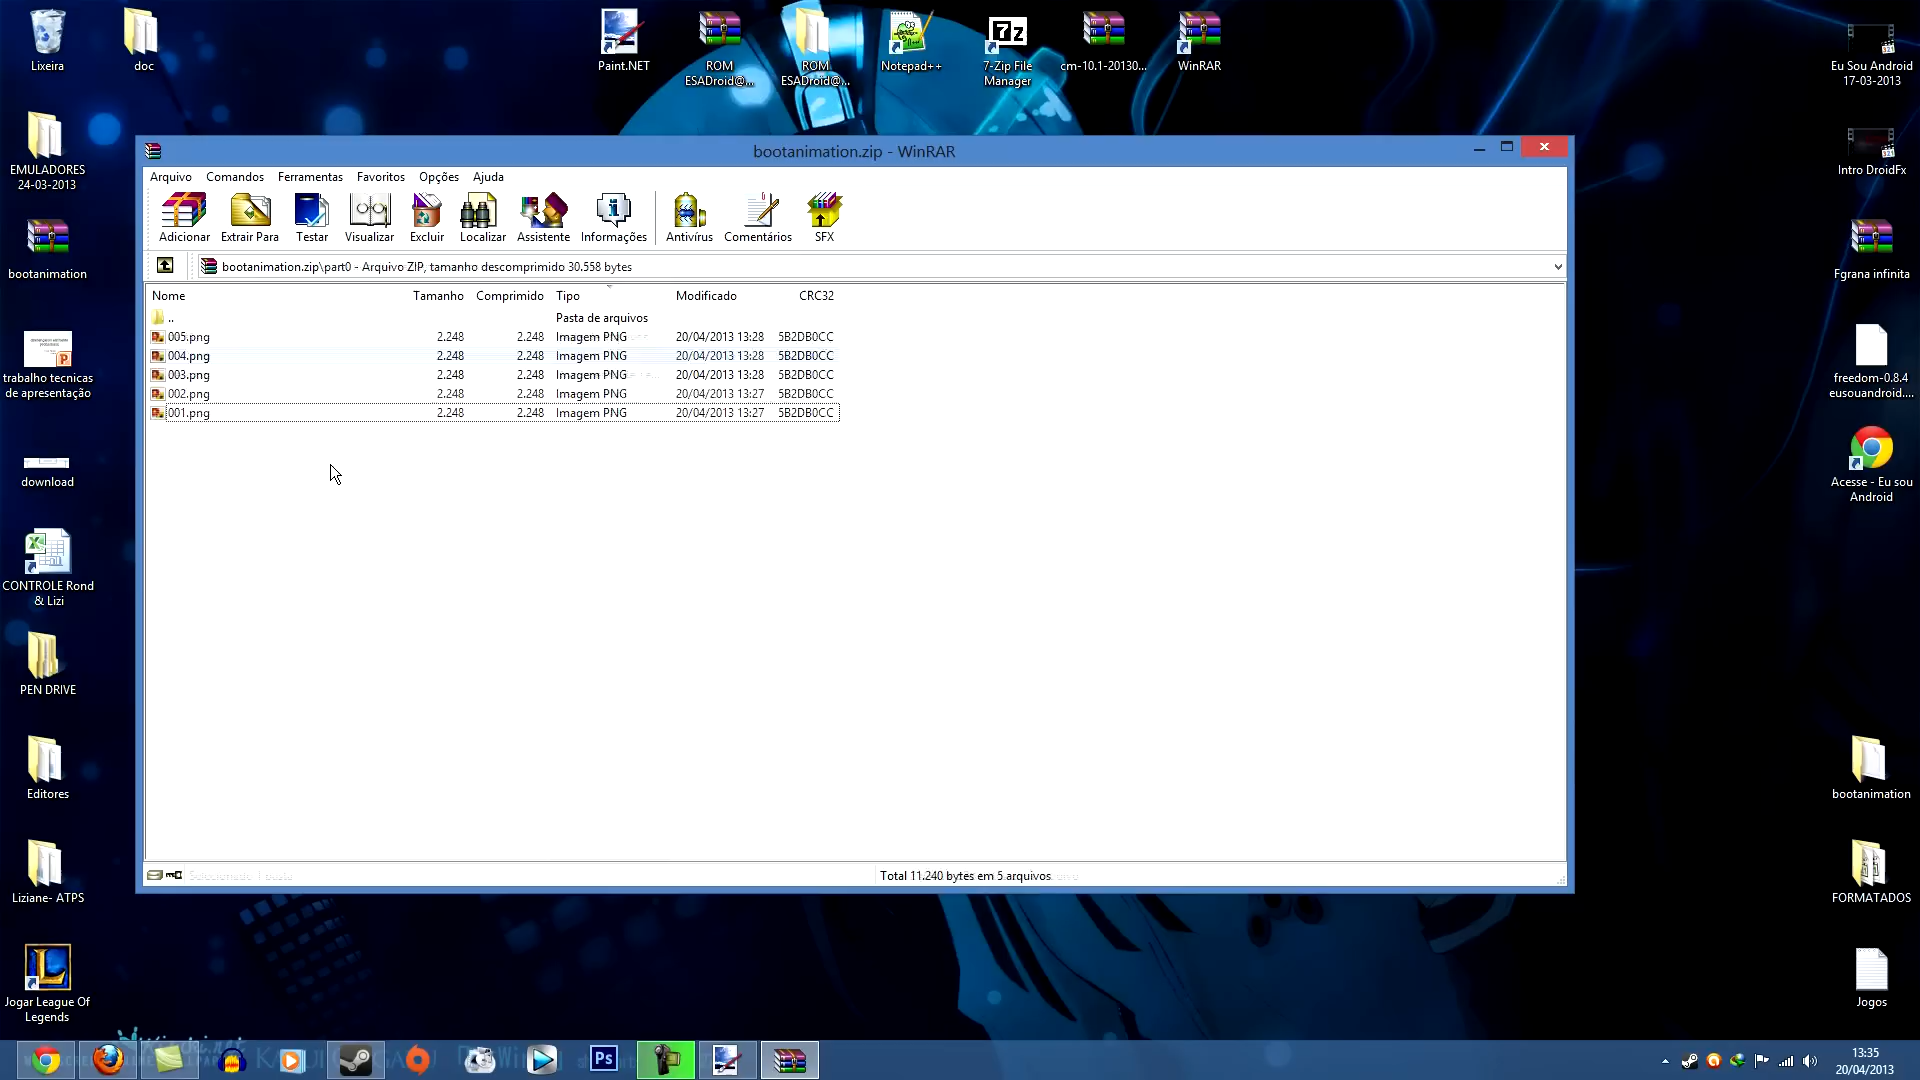 Lixeira
doc
Paint.NET
ROM
ESADroid@...
ROM
ESADroid@...
Notepad++
7-Zip File
Manager
cm-10.1-20130...
WinRAR
Eu Sou Android
17-03-2013
EMULADORES
24-03-2013
bootanimation
trabalho tecnicas
de apresentação
download
CONTROLE Rond
& Lizi
PEN DRIVE
Editores
Liziane- ATPS
Jogar League Of
Legends
bootanimation.zip - WinRAR
Arquivo Comandos Ferramentas Favoritos Opções Ajuda
Adicionar Extrair Para Testar Visualizar Excluir Localizar Assistente Informações Antivírus Comentários SFX
bootanimation.zip\part0 - Arquivo ZIP, tamanho descomprimido 30.558 bytes
Nome Tamanho Comprimido Tipo Modificado CRC32
.. Pasta de arquivos
005.png 2.248 2.248 Imagem PNG 20/04/2013 13:28 5B2DB0CC
004.png 2.248 2.248 Imagem PNG 20/04/2013 13:28 5B2DB0CC
003.png 2.248 2.248 Imagem PNG 20/04/2013 13:28 5B2DB0CC
002.png 2.248 2.248 Imagem PNG 20/04/2013 13:27 5B2DB0CC
001.png 2.248 2.248 Imagem PNG 20/04/2013 13:27 5B2DB0CC
Total 11.240 bytes em 5 arquivos
Intro DroidFx
Fgrana infinita
freedom-0.8.4
eusouandroid....
Acesse - Eu sou
Android
bootanimation
FORMATADOS
Jogos
Ps
13:35
20/04/2013